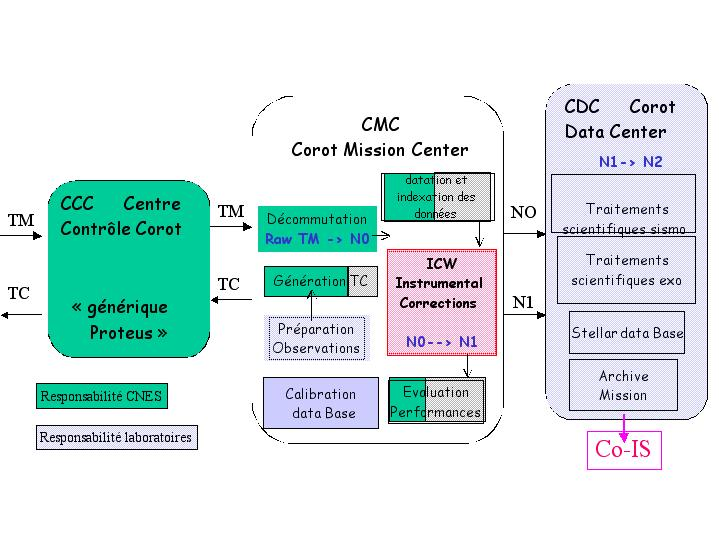 CDC Corot
Data Center
N1-> N2
CMC
Corot Mission Center
datation et
indexation des
données
CCC Centre
Contrôle Corot
« générique
Proteus »
TM
TC
TM
TC
Décommutation
Raw TM -> N0
Génération TC
Préparation
Observations
Calibration
data Base
ICW
Instrumental
Corrections
N0--> N1
Evaluation
Performances
NO
N1
Traitements
scientifiques sismo
Traitements
scientifiques exo
Stellar data Base
Archive
Mission
Co-IS
Responsabilité CNES
Responsabilité laboratoires